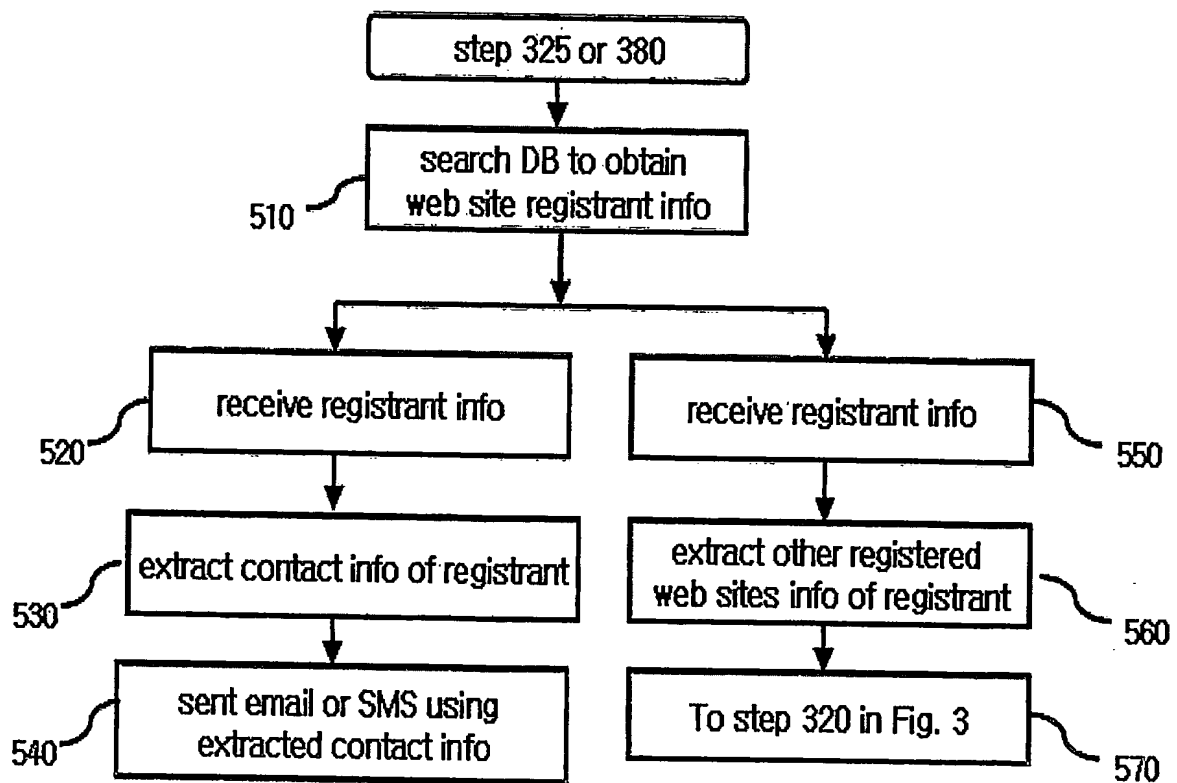 step 325 or 380
search DB to obtain
web site registrant info
510
receive registrant info
520
receive registrant info
550
extract contact info of registrant
530
extract other registered
web sites info of registrant
560
sent email or SMS using
extracted contact info
540
To step 320 in Fig. 3
570